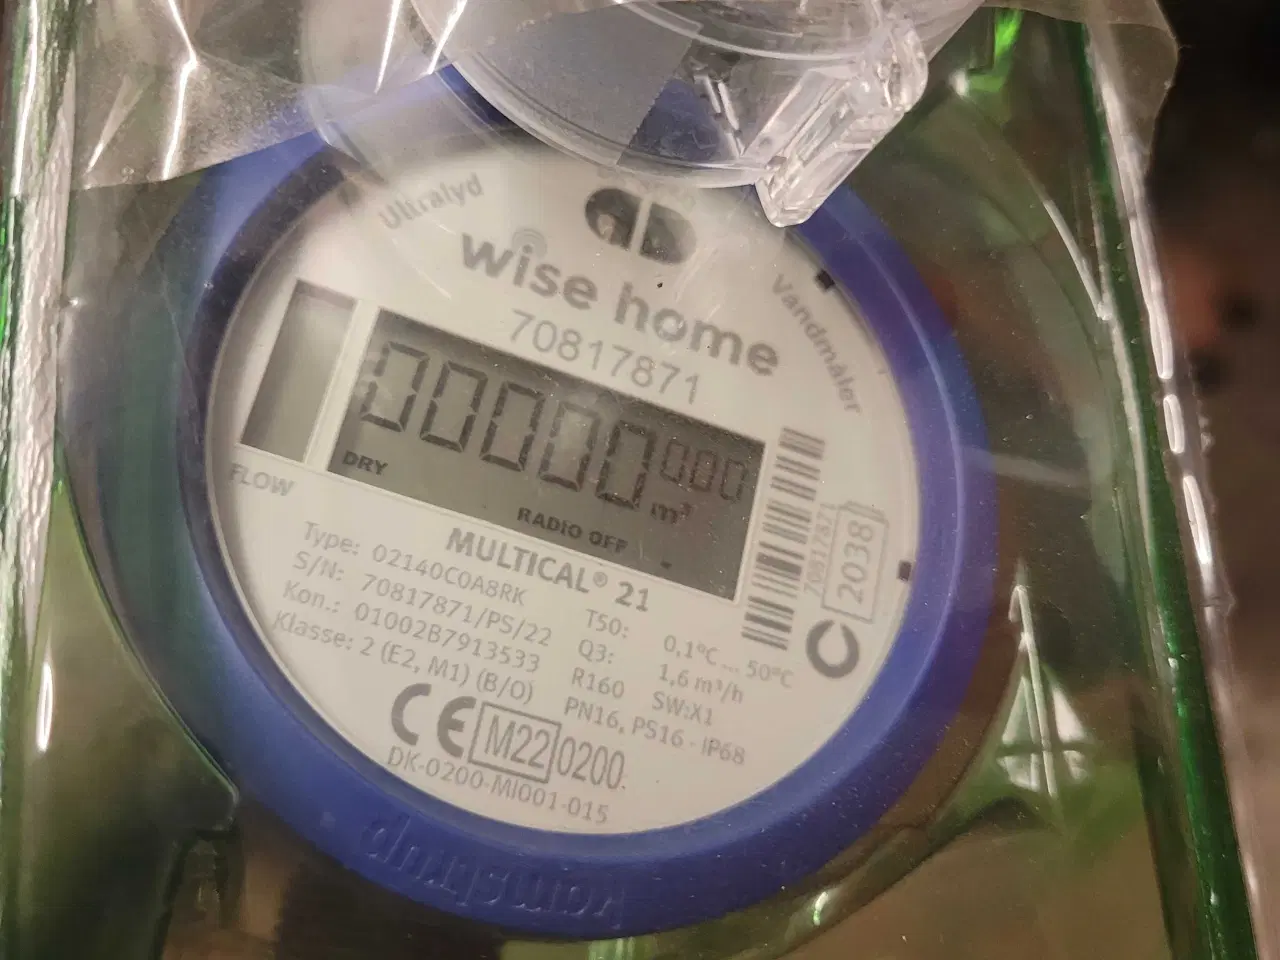 Ultralyd
wise home
Vandmåler
70817871
00000000
m³
DRY
RADIO OFF
FLOW
MULTICAL® 21
Type: 02140C0A8RK
S/N: 70817871/PS/22
Kon.: 01002B7913533
Klasse: 2 (E2, M1) (B/O)
T50: 0,1°C ... 50°C
Q3: 1,6 m³/h
R160 SW:X1
PN16, PS16 - IP68
CE M22 0200
DK-0200-MI001-015
70817871
2038
kamstrup